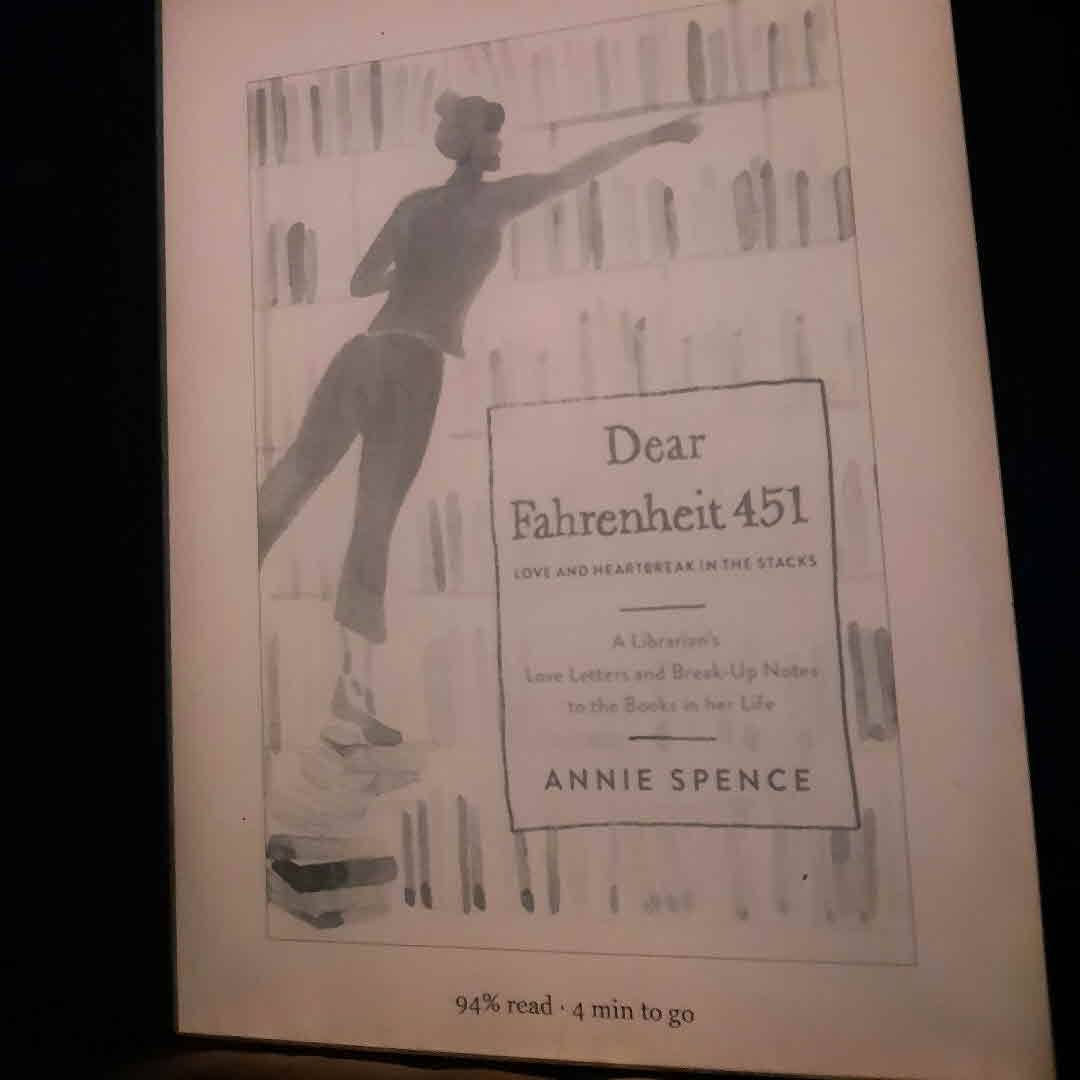 Dear
Fahrenheit 451
LOVE AND HEARTBREAK IN THE STACKS
A Librarian's
Love Letters and Break-Up Notes
to the Books in her Life
ANNIE SPENCE
94% read · 4 min to go